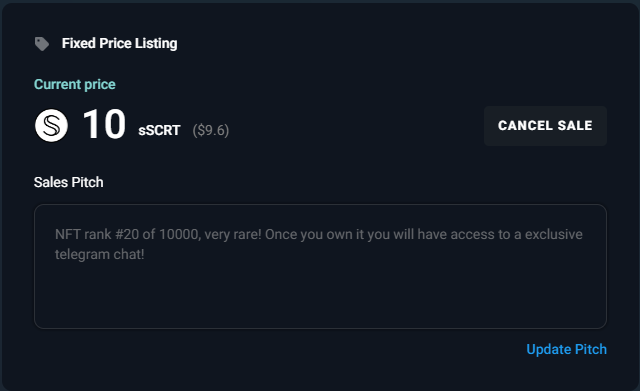 Fixed Price Listing
Current price
10 sSCRT ($9.6)
CANCEL SALE
Sales Pitch
NFT rank #20 of 10000, very rare! Once you own it you will have access to a exclusive
telegram chat!
Update Pitch